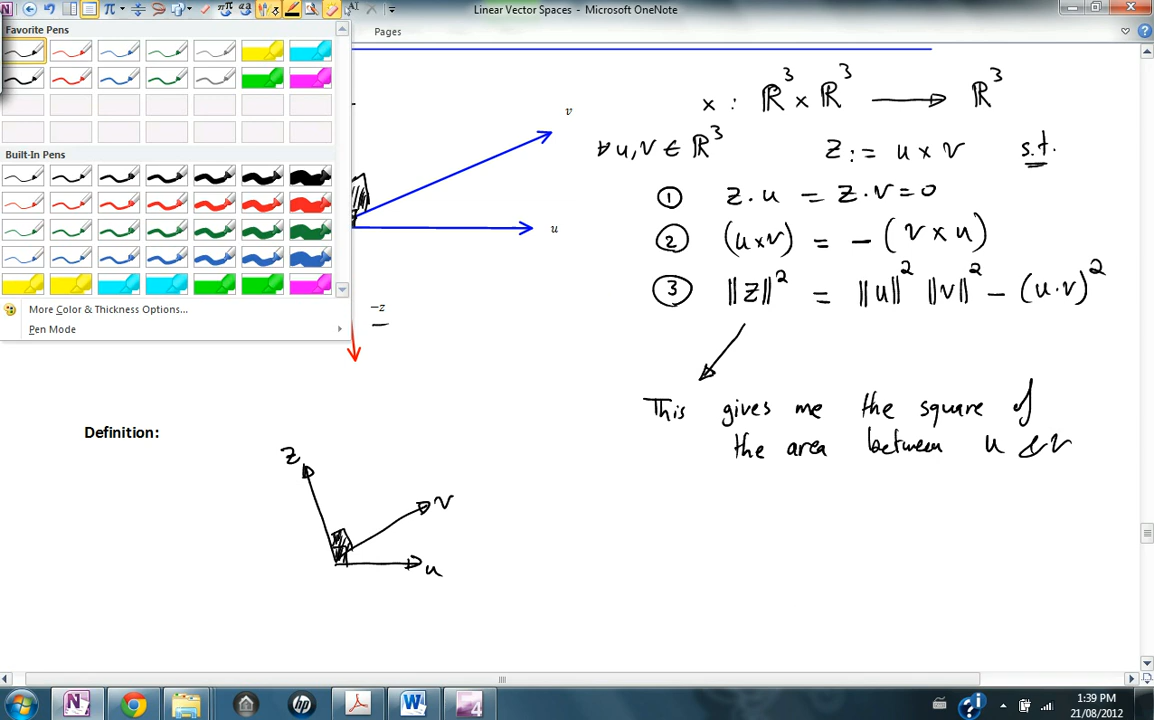 Linear Vector Spaces - Microsoft OneNote
Favorite Pens
Pages
Built-In Pens
More Color & Thickness Options...
Pen Mode
v
u
-z
x : ℝ³ x ℝ³ ⟶ ℝ³
∀ u, v ∈ ℝ³ z := u x v s.t.
① z . u = z . v = 0
② (u x v) = - (v x u)
③ ‖z‖² = ‖u‖² ‖v‖² - (u . v)²
This gives me the square of
the area between u & v
Definition:
z
v
u
1:39 PM
21/08/2012